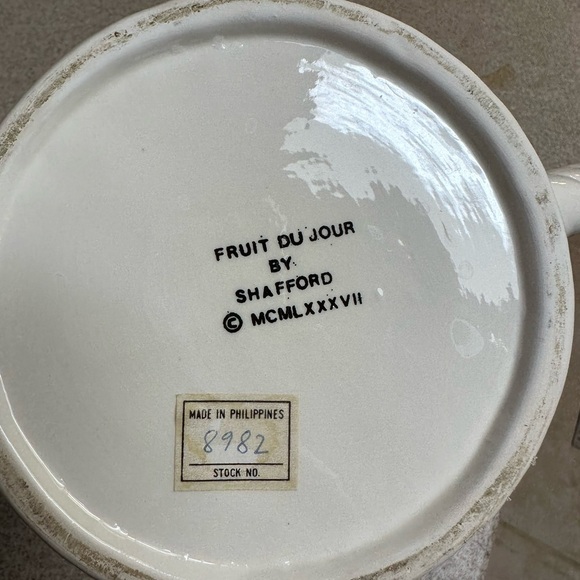 FRUIT DU JOUR
BY
SHAFFORD
© MCMLXXXVII
MADE IN PHILIPPINES
8982
STOCK NO.